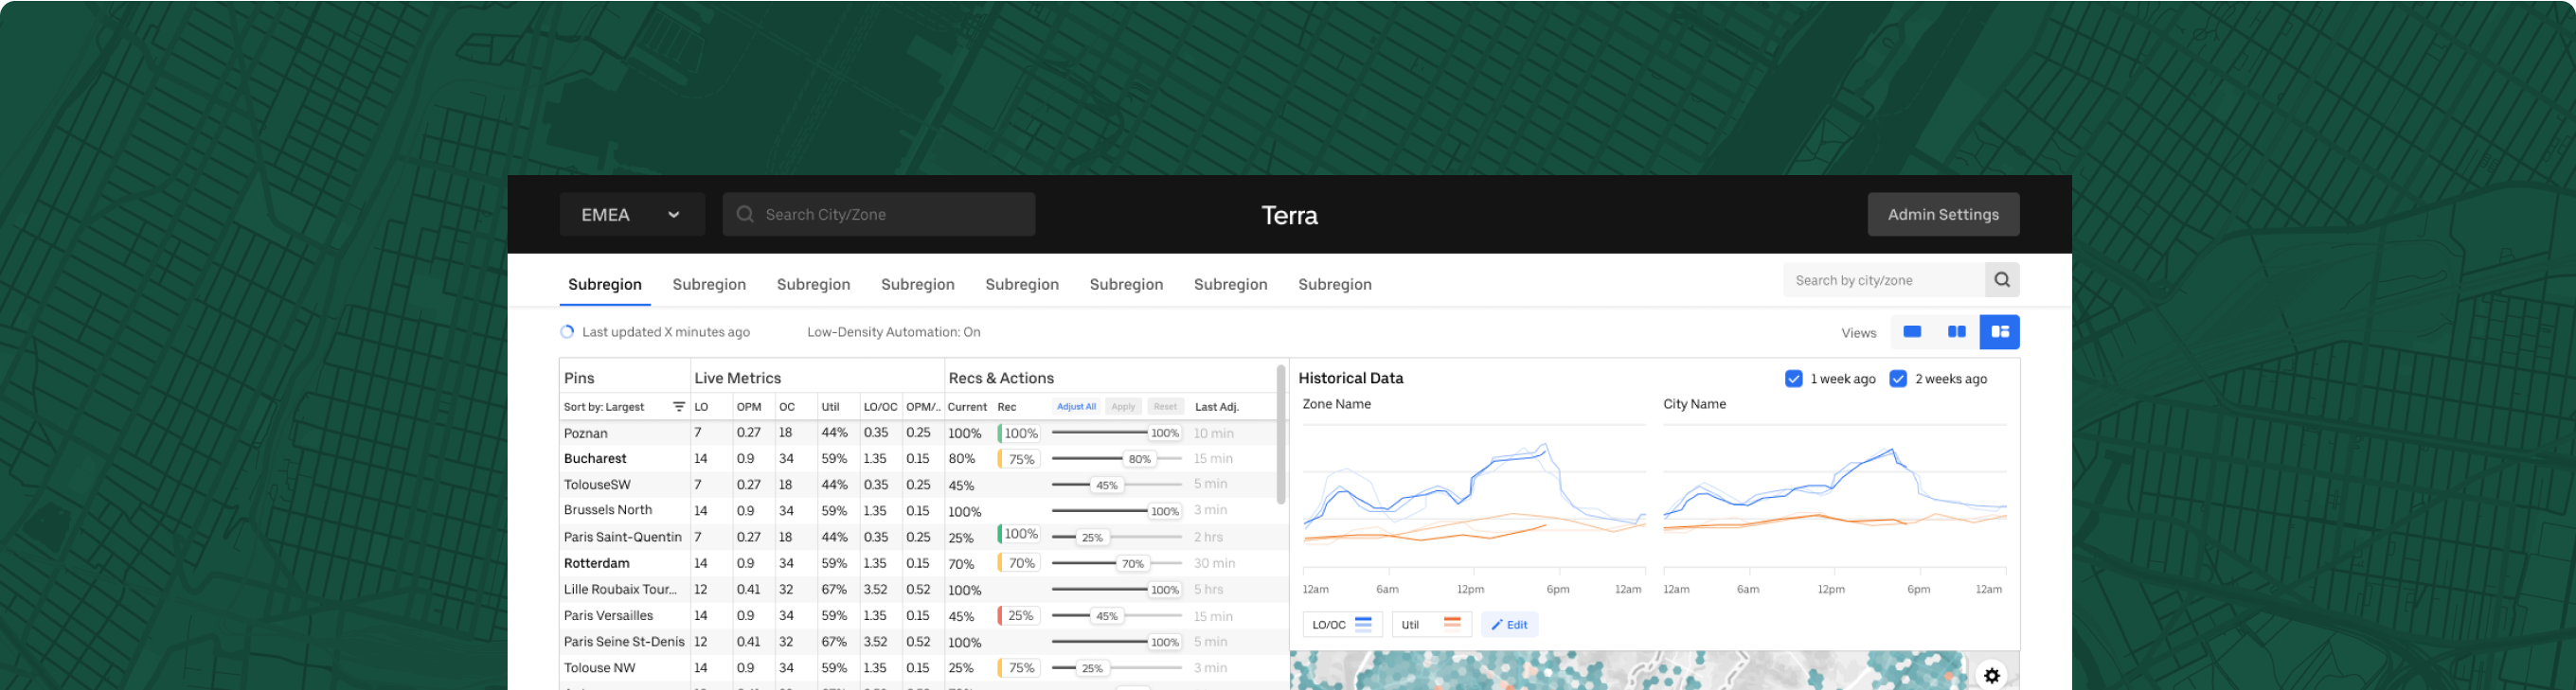 EMEA Search City/Zone Terra Admin Settings
Subregion Subregion Subregion Subregion Subregion Subregion Subregion Subregion Search by city/zone
Last updated X minutes ago Low-Density Automation: On Views
Pins Live Metrics Recs & Actions
Sort by: Largest LO OPM OC Util LO/OC OPM/.. Current Rec Adjust All Apply Reset Last Adj.
Poznan 7 0.27 18 44% 0.35 0.25 100% 100% 100% 10 min
Bucharest 14 0.9 34 59% 1.35 0.15 80% 75% 80% 15 min
TolouseSW 7 0.27 18 44% 0.35 0.25 45% 45% 5 min
Brussels North 14 0.9 34 59% 1.35 0.15 100% 100% 3 min
Paris Saint-Quentin 7 0.27 18 44% 0.35 0.25 25% 100% 25% 2 hrs
Rotterdam 14 0.9 34 59% 1.35 0.15 70% 70% 70% 30 min
Lille Roubaix Tour... 12 0.41 32 67% 3.52 0.52 100% 100% 5 hrs
Paris Versailles 14 0.9 34 59% 1.35 0.15 45% 25% 45% 15 min
Paris Seine St-Denis 12 0.41 32 67% 3.52 0.52 100% 100% 5 min
Tolouse NW 14 0.9 34 59% 1.35 0.15 25% 75% 25% 3 min
Historical Data 1 week ago 2 weeks ago
Zone Name City Name
12am 6am 12pm 6pm 12am 12am 6am 12pm 6pm 12am
LO/OC Util Edit